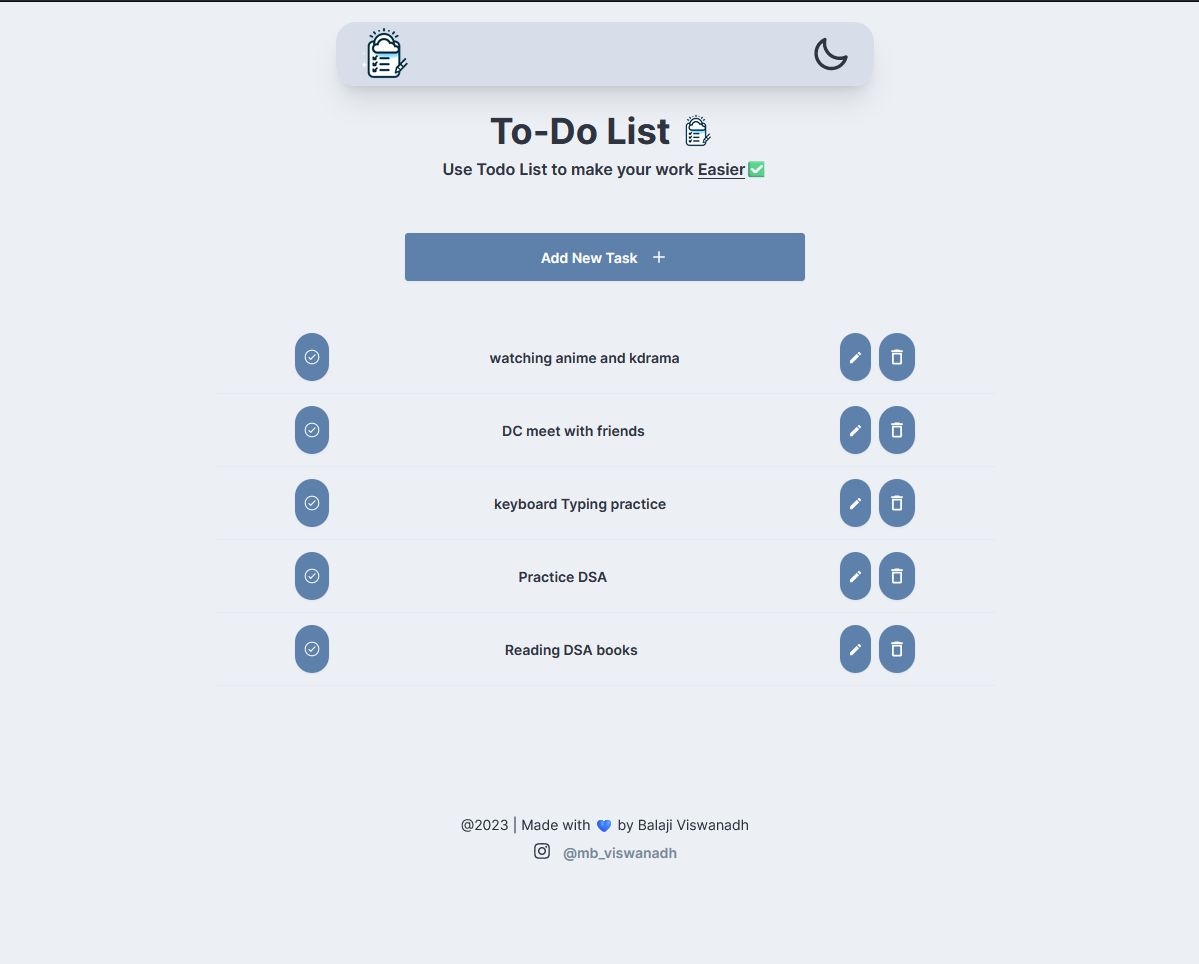 To-Do List
Use Todo List to make your work Easier✅
Add New Task +
watching anime and kdrama
DC meet with friends
keyboard Typing practice
Practice DSA
Reading DSA books
@2023 | Made with 💙 by Balaji Viswanadh
@mb_viswanadh